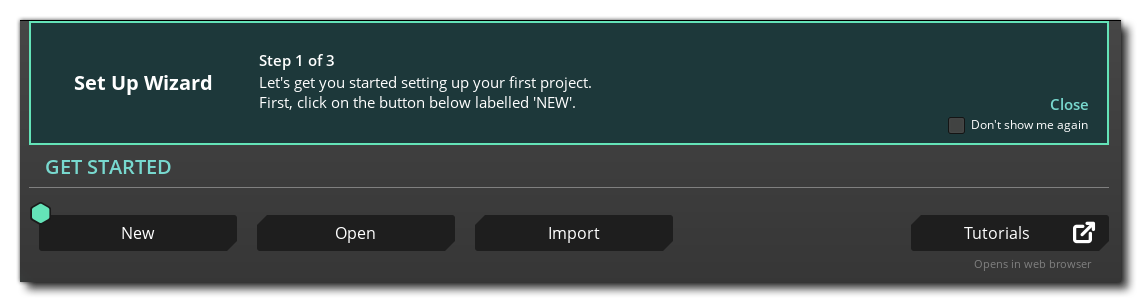 Set Up Wizard
Step 1 of 3
Let's get you started setting up your first project.
First, click on the button below labelled 'NEW'.
Close
Don't show me again
GET STARTED
New
Open
Import
Tutorials
Opens in web browser